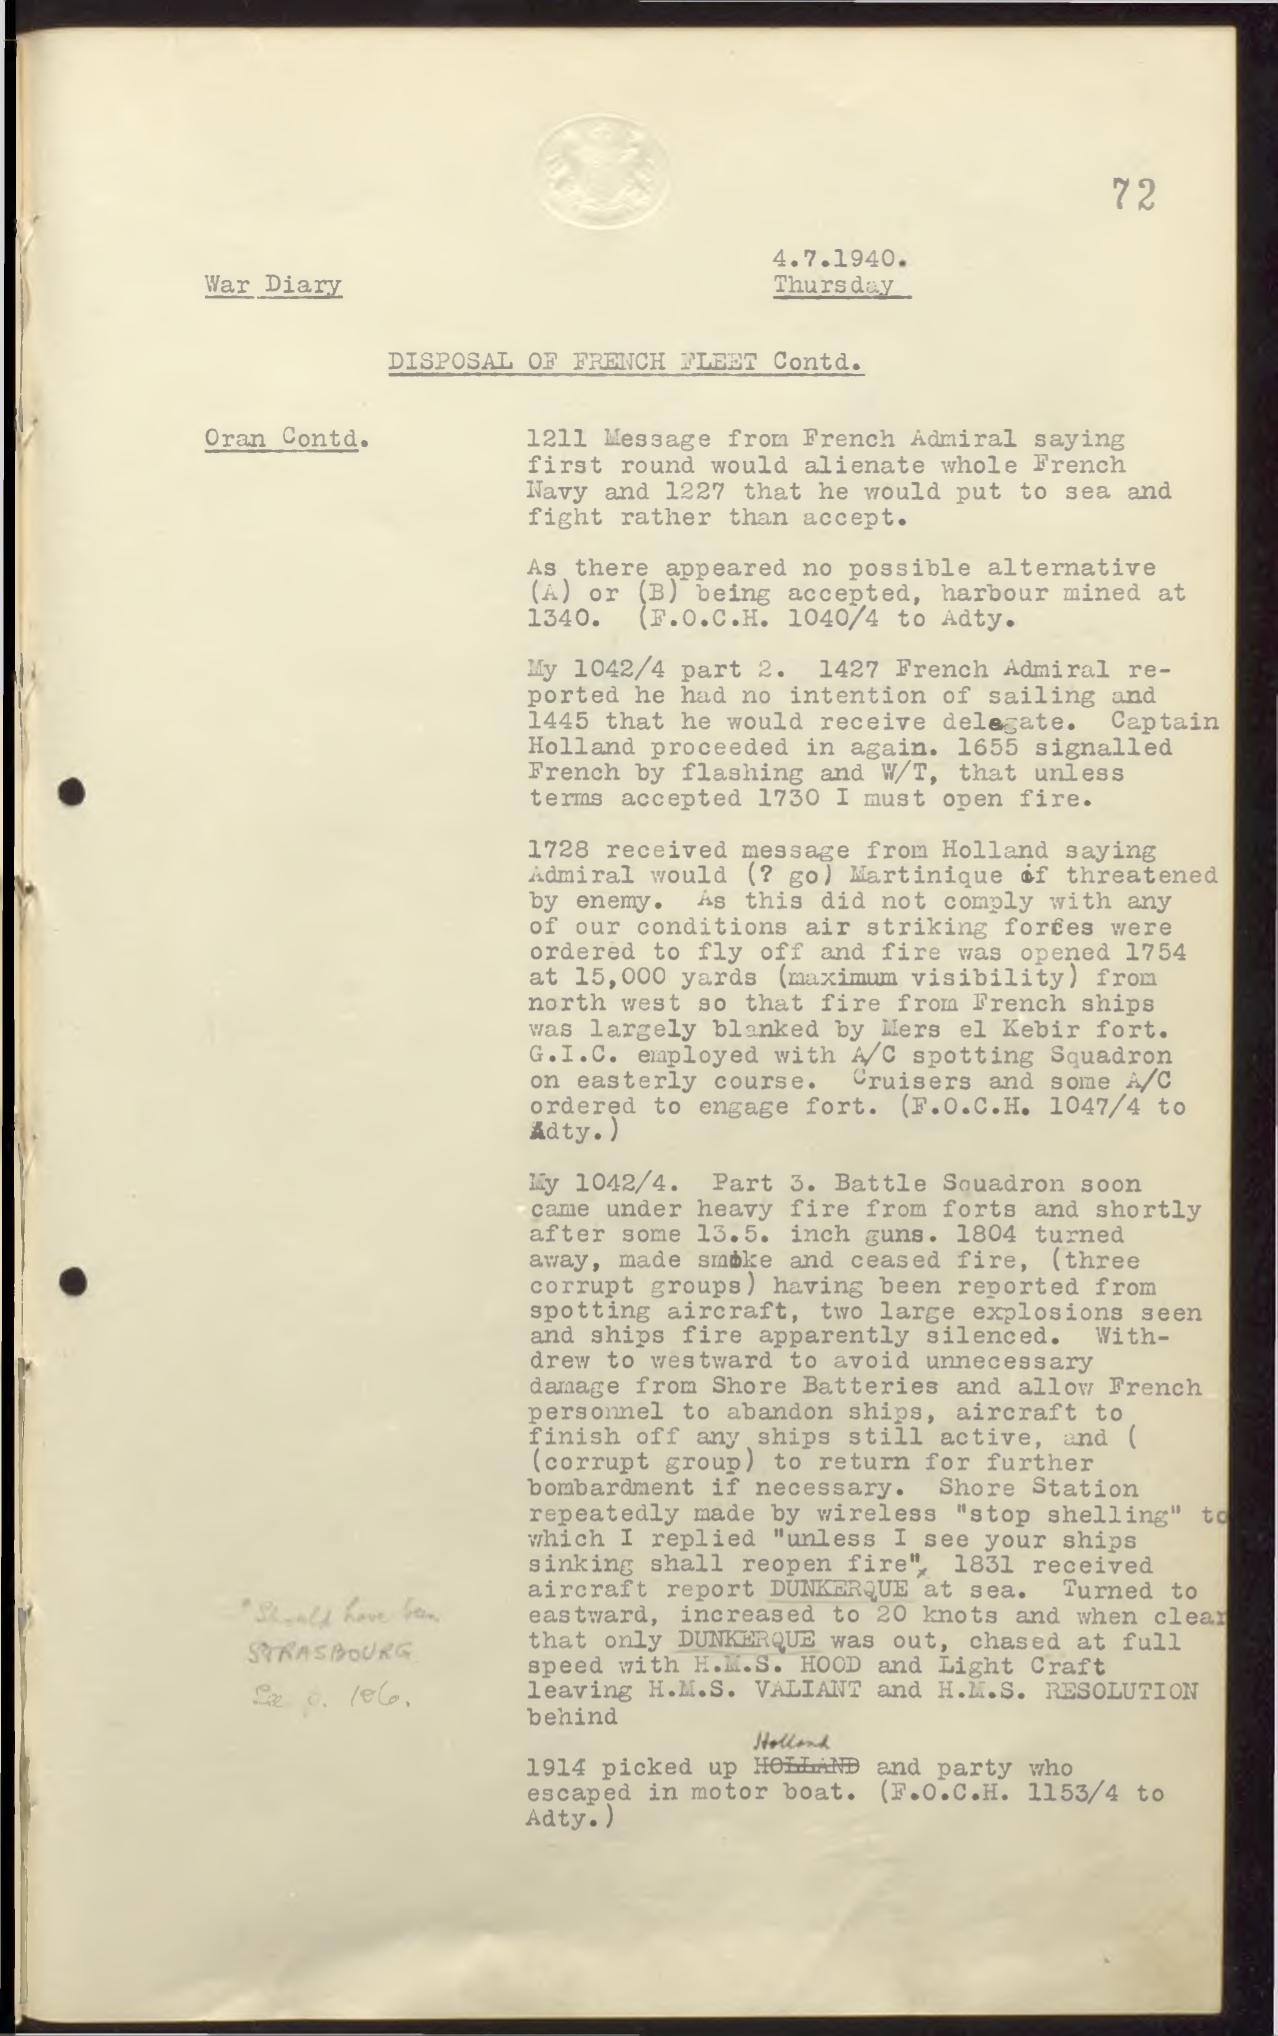 72
4.7.1940.
War Diary
Thursday
DISPOSAL OF FRENCH FLEET Contd.
Oran Contd.
1211 Message from French Admiral saying
first round would alienate whole French
Navy and 1227 that he would put to sea and
fight rather than accept.
As there appeared no possible alternative
(A) or (B) being accepted, harbour mined at
1340. (F.O.C.H. 1040/4 to Adty.
My 1042/4 part 2. 1427 French Admiral re-
ported he had no intention of sailing and
1445 that he would receive delegate. Captain
Holland proceeded in again. 1655 signalled
French by flashing and W/T, that unless
terms accepted 1730 I must open fire.
1728 received message from Holland saying
Admiral would (? go) Martinique if threatened
by enemy. As this did not comply with any
of our conditions air striking forces were
ordered to fly off and fire was opened 1754
at 15,000 yards (maximum visibility) from
north west so that fire from French ships
was largely blanked by Mers el Kebir fort.
G.I.C. employed with A/C spotting Squadron
on easterly course. Cruisers and some A/C
ordered to engage fort. (F.O.C.H. 1047/4 to
Adty.)
My 1042/4. Part 3. Battle Squadron soon
came under heavy fire from forts and shortly
after some 13.5. inch guns. 1804 turned
away, made smoke and ceased fire, (three
corrupt groups) having been reported from
spotting aircraft, two large explosions seen
and ships fire apparently silenced. With-
drew to westward to avoid unnecessary
damage from Shore Batteries and allow French
personnel to abandon ships, aircraft to
finish off any ships still active, and (
(corrupt group) to return for further
bombardment if necessary. Shore Station
repeatedly made by wireless "stop shelling" to
which I replied "unless I see your ships
sinking shall reopen fire", 1831 received
aircraft report DUNKERQUE at sea. Turned to
eastward, increased to 20 knots and when clear
that only DUNKERQUE was out, chased at full
speed with H.M.S. HOOD and Light Craft
leaving H.M.S. VALIANT and H.M.S. RESOLUTION
behind
* Should have been
STRASBOURG
See p. 186.
Holland
1914 picked up HOLLAND and party who
escaped in motor boat. (F.O.C.H. 1153/4 to
Adty.)